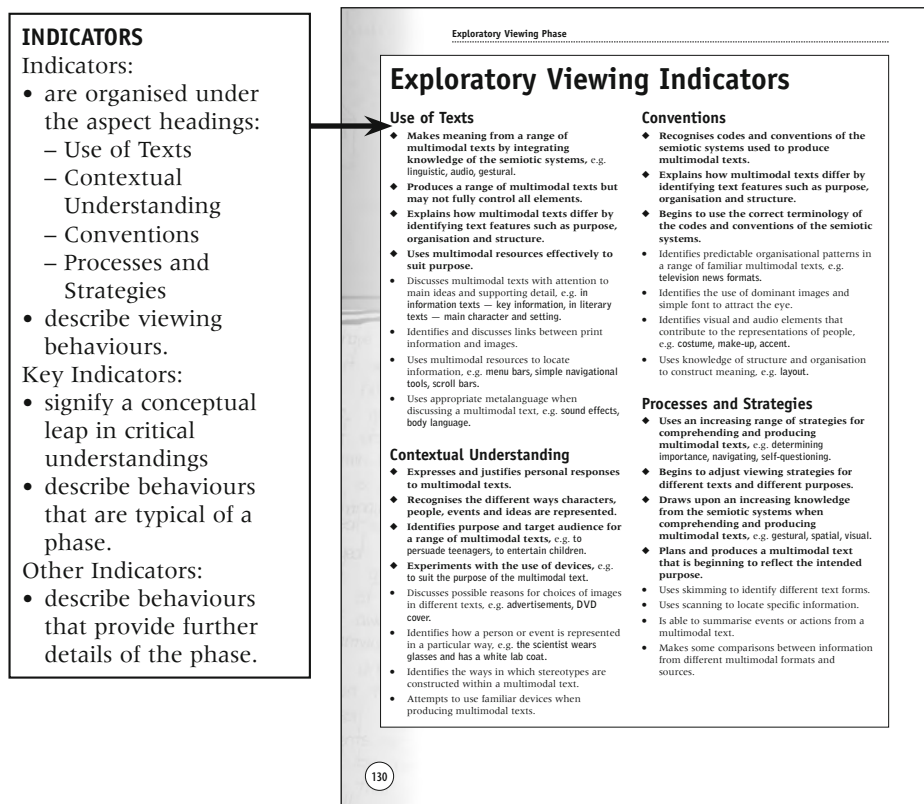 INDICATORS
Indicators:
• are organised under
the aspect headings:
– Use of Texts
– Contextual
Understanding
– Conventions
– Processes and
Strategies
• describe viewing
behaviours.
Key Indicators:
• signify a conceptual
leap in critical
understandings
• describe behaviours
that are typical of a
phase.
Other Indicators:
• describe behaviours
that provide further
details of the phase.
Exploratory Viewing Phase
Exploratory Viewing Indicators
Use of Texts
◆ Makes meaning from a range of
multimodal texts by integrating
knowledge of the semiotic systems, e.g.
linguistic, audio, gestural.
◆ Produces a range of multimodal texts but
may not fully control all elements.
◆ Explains how multimodal texts differ by
identifying text features such as purpose,
organisation and structure.
◆ Uses multimodal resources effectively to
suit purpose.
• Discusses multimodal texts with attention to
main ideas and supporting detail, e.g. in
information texts — key information, in literary
texts — main character and setting.
• Identifies and discusses links between print
information and images.
• Uses multimodal resources to locate
information, e.g. menu bars, simple navigational
tools, scroll bars.
• Uses appropriate metalanguage when
discussing a multimodal text, e.g. sound effects,
body language.
Contextual Understanding
◆ Expresses and justifies personal responses
to multimodal texts.
◆ Recognises the different ways characters,
people, events and ideas are represented.
◆ Identifies purpose and target audience for
a range of multimodal texts, e.g. to
persuade teenagers, to entertain children.
◆ Experiments with the use of devices, e.g.
to suit the purpose of the multimodal text.
• Discusses possible reasons for choices of images
in different texts, e.g. advertisements, DVD
cover.
• Identifies how a person or event is represented
in a particular way, e.g. the scientist wears
glasses and has a white lab coat.
• Identifies the ways in which stereotypes are
constructed within a multimodal text.
• Attempts to use familiar devices when
producing multimodal texts.
Conventions
◆ Recognises codes and conventions of the
semiotic systems used to produce
multimodal texts.
◆ Explains how multimodal texts differ by
identifying text features such as purpose,
organisation and structure.
◆ Begins to use the correct terminology of
the codes and conventions of the semiotic
systems.
• Identifies predictable organisational patterns in
a range of familiar multimodal texts, e.g.
television news formats.
• Identifies the use of dominant images and
simple font to attract the eye.
• Identifies visual and audio elements that
contribute to the representations of people,
e.g. costume, make-up, accent.
• Uses knowledge of structure and organisation
to construct meaning, e.g. layout.
Processes and Strategies
◆ Uses an increasing range of strategies for
comprehending and producing
multimodal texts, e.g. determining
importance, navigating, self-questioning.
◆ Begins to adjust viewing strategies for
different texts and different purposes.
◆ Draws upon an increasing knowledge
from the semiotic systems when
comprehending and producing
multimodal texts, e.g. gestural, spatial, visual.
◆ Plans and produces a multimodal text
that is beginning to reflect the intended
purpose.
• Uses skimming to identify different text forms.
• Uses scanning to locate specific information.
• Is able to summarise events or actions from a
multimodal text.
• Makes some comparisons between information
from different multimodal formats and
sources.
130